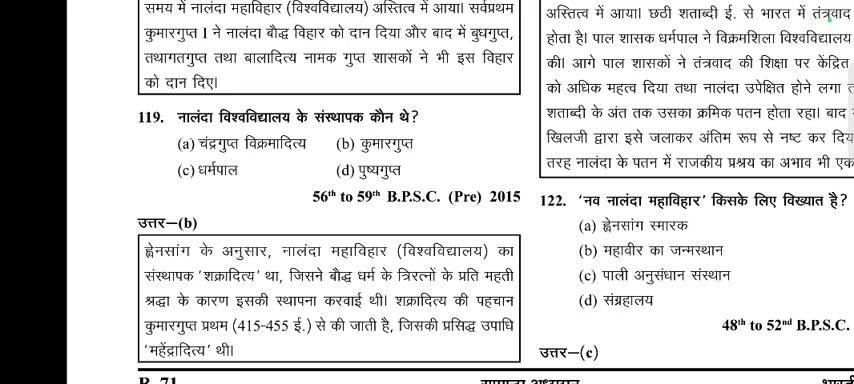 समय में नालंदा महाविहार (विश्वविद्यालय) अस्तित्व में आया। सर्वप्रथम
कुमारगुप्त I ने नालंदा बौद्ध विहार को दान दिया और बाद में बुधगुप्त,
तथागतगुप्त तथा बालादित्य नामक गुप्त शासकों ने भी इस विहार
को दान दिए।
119. नालंदा विश्वविद्यालय के संस्थापक कौन थे?
(a) चंद्रगुप्त विक्रमादित्य (b) कुमारगुप्त
(c) धर्मपाल (d) पुष्यगुप्त
56th to 59th B.P.S.C. (Pre) 2015
उत्तर—(b)
ह्वेनसांग के अनुसार, नालंदा महाविहार (विश्वविद्यालय) का
संस्थापक 'शक्रादित्य' था, जिसने बौद्ध धर्म के त्रिरत्नों के प्रति महती
श्रद्धा के कारण इसकी स्थापना करवाई थी। शक्रादित्य की पहचान
कुमारगुप्त प्रथम (415-455 ई.) से की जाती है, जिसकी प्रसिद्ध उपाधि
'महेंद्रादित्य' थी।
अस्तित्व में आया। छठी शताब्दी ई. से भारत में तंत्रवाद
होता है। पाल शासक धर्मपाल ने विक्रमशिला विश्वविद्यालय
की। आगे पाल शासकों ने तंत्रवाद की शिक्षा पर केंद्रित
को अधिक महत्व दिया तथा नालंदा उपेक्षित होने लगा
शताब्दी के अंत तक उसका क्रमिक पतन होता रहा। बाद
खिलजी द्वारा इसे जलाकर अंतिम रूप से नष्ट कर दिय
तरह नालंदा के पतन में राजकीय प्रश्रय का अभाव भी एक
122. 'नव नालंदा महाविहार' किसके लिए विख्यात है?
(a) ह्वेनसांग स्मारक
(b) महावीर का जन्मस्थान
(c) पाली अनुसंधान संस्थान
(d) संग्रहालय
48th to 52nd B.P.S.C.
उत्तर—(c)
B-71